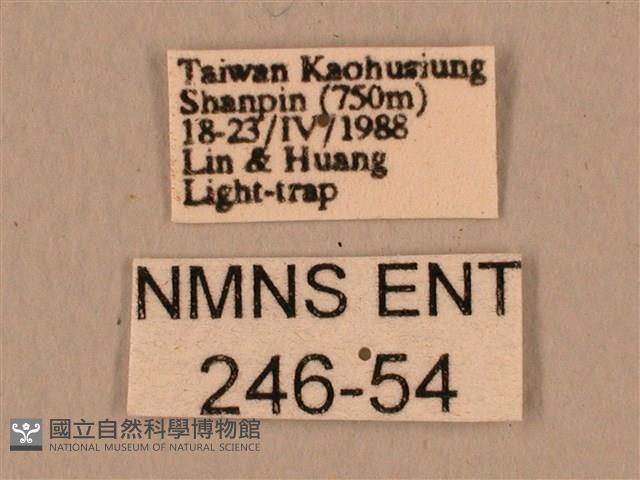 Taiwan Kaohusiung
Shanpin (750m)
18-23/IV/1988
Lin & Huang
Light-trap
NMNS ENT
246-54
國立自然科學博物館
NATIONAL MUSEUM OF NATURAL SCIENCE